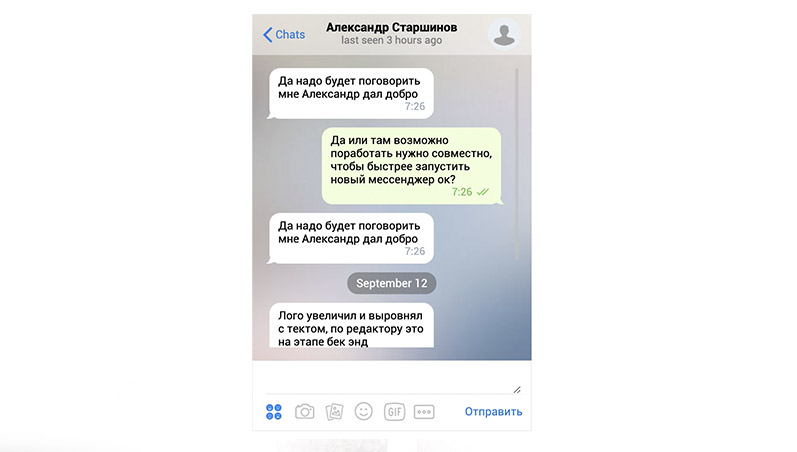 Chats
Александр Старшинов
last seen 3 hours ago
Да надо будет поговорить
мне Александр дал добро
7:26
Да или там возможно
поработать нужно совместно,
чтобы быстрее запустить
новый мессенджер ок?
7:26
Да надо будет поговорить
мне Александр дал добро
7:26
September 12
Лого увеличил и выровнял
с тектом, по редактору это
на этапе бек энд
GIF
Отправить